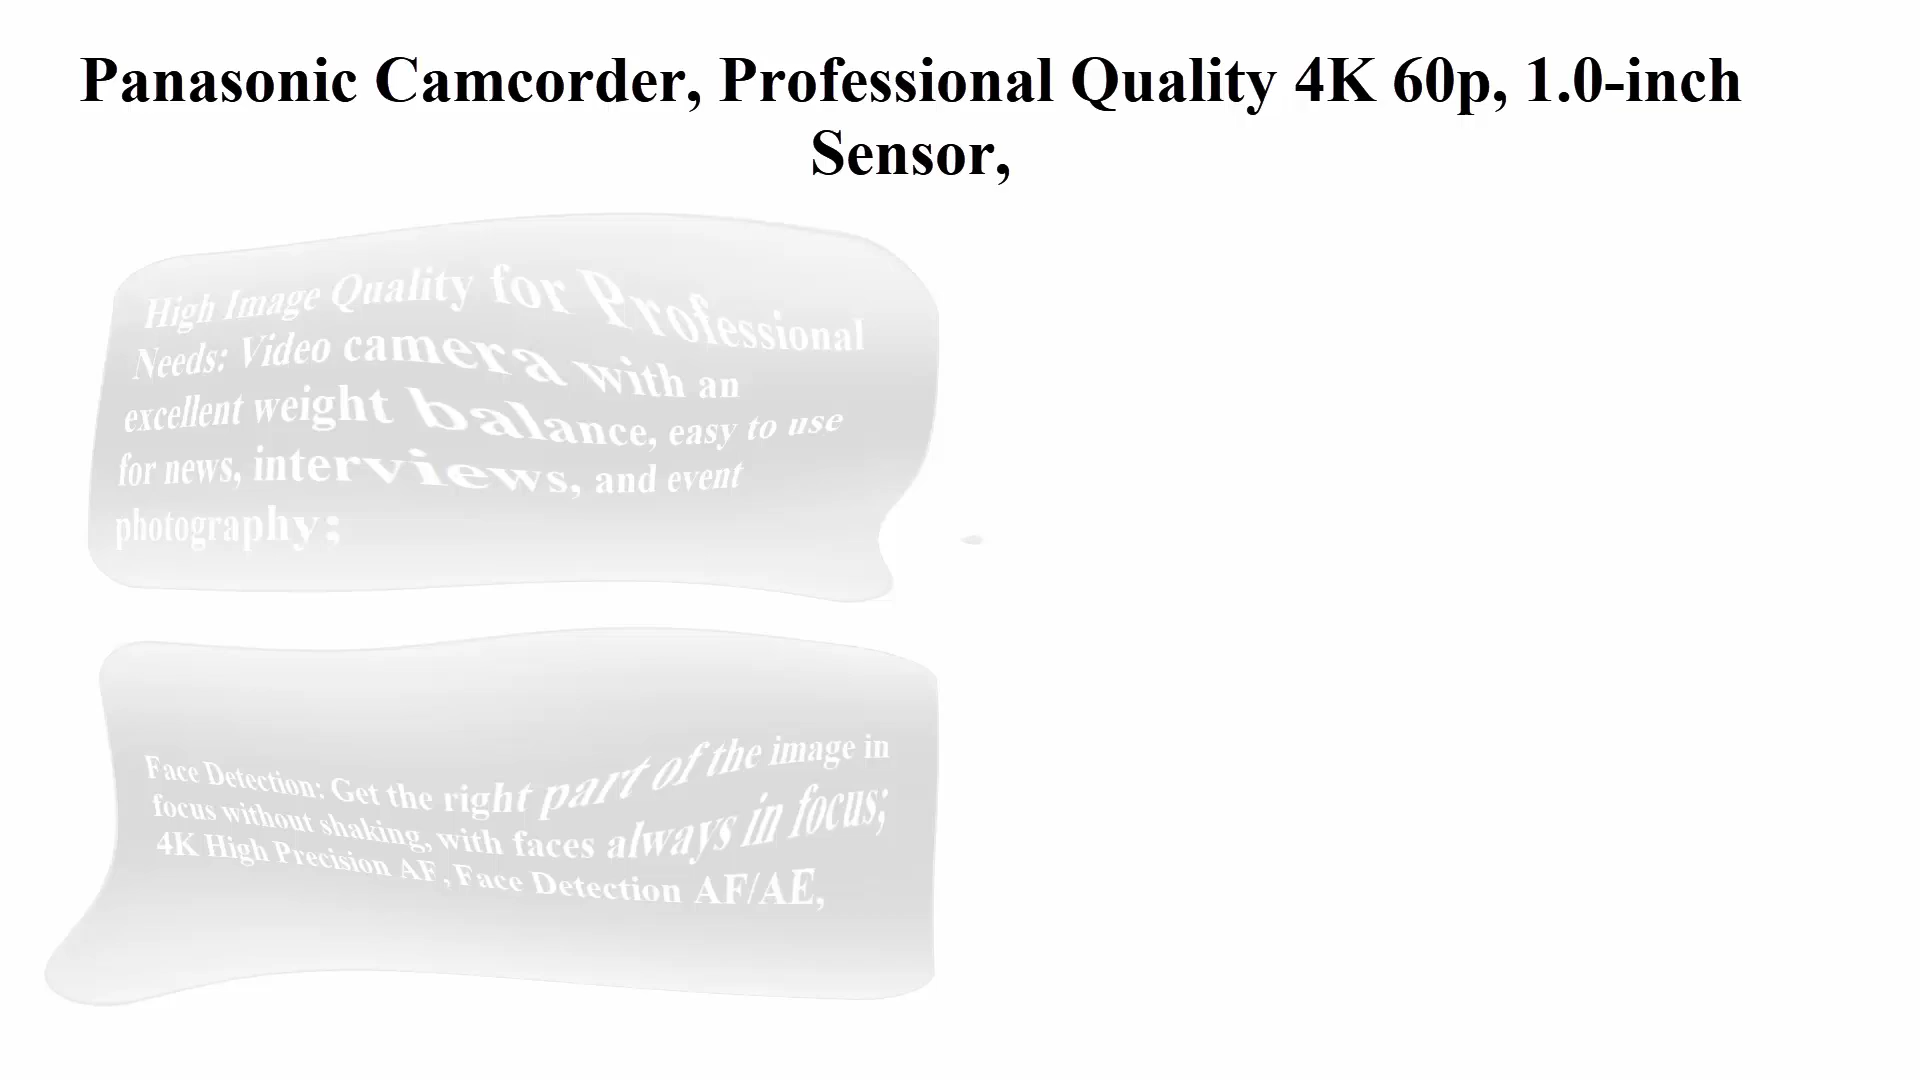 Panasonic Camcorder, Professional Quality 4K 60p, 1.0-inch
Sensor,
High Image Quality for Professional
Needs: Video camera with an
excellent weight balance, easy to use
for news, interviews, and event
photography;
Face Detection: Get the right part of the image in
focus without shaking, with faces always in focus;
4K High Precision AF, Face Detection AF/AE,